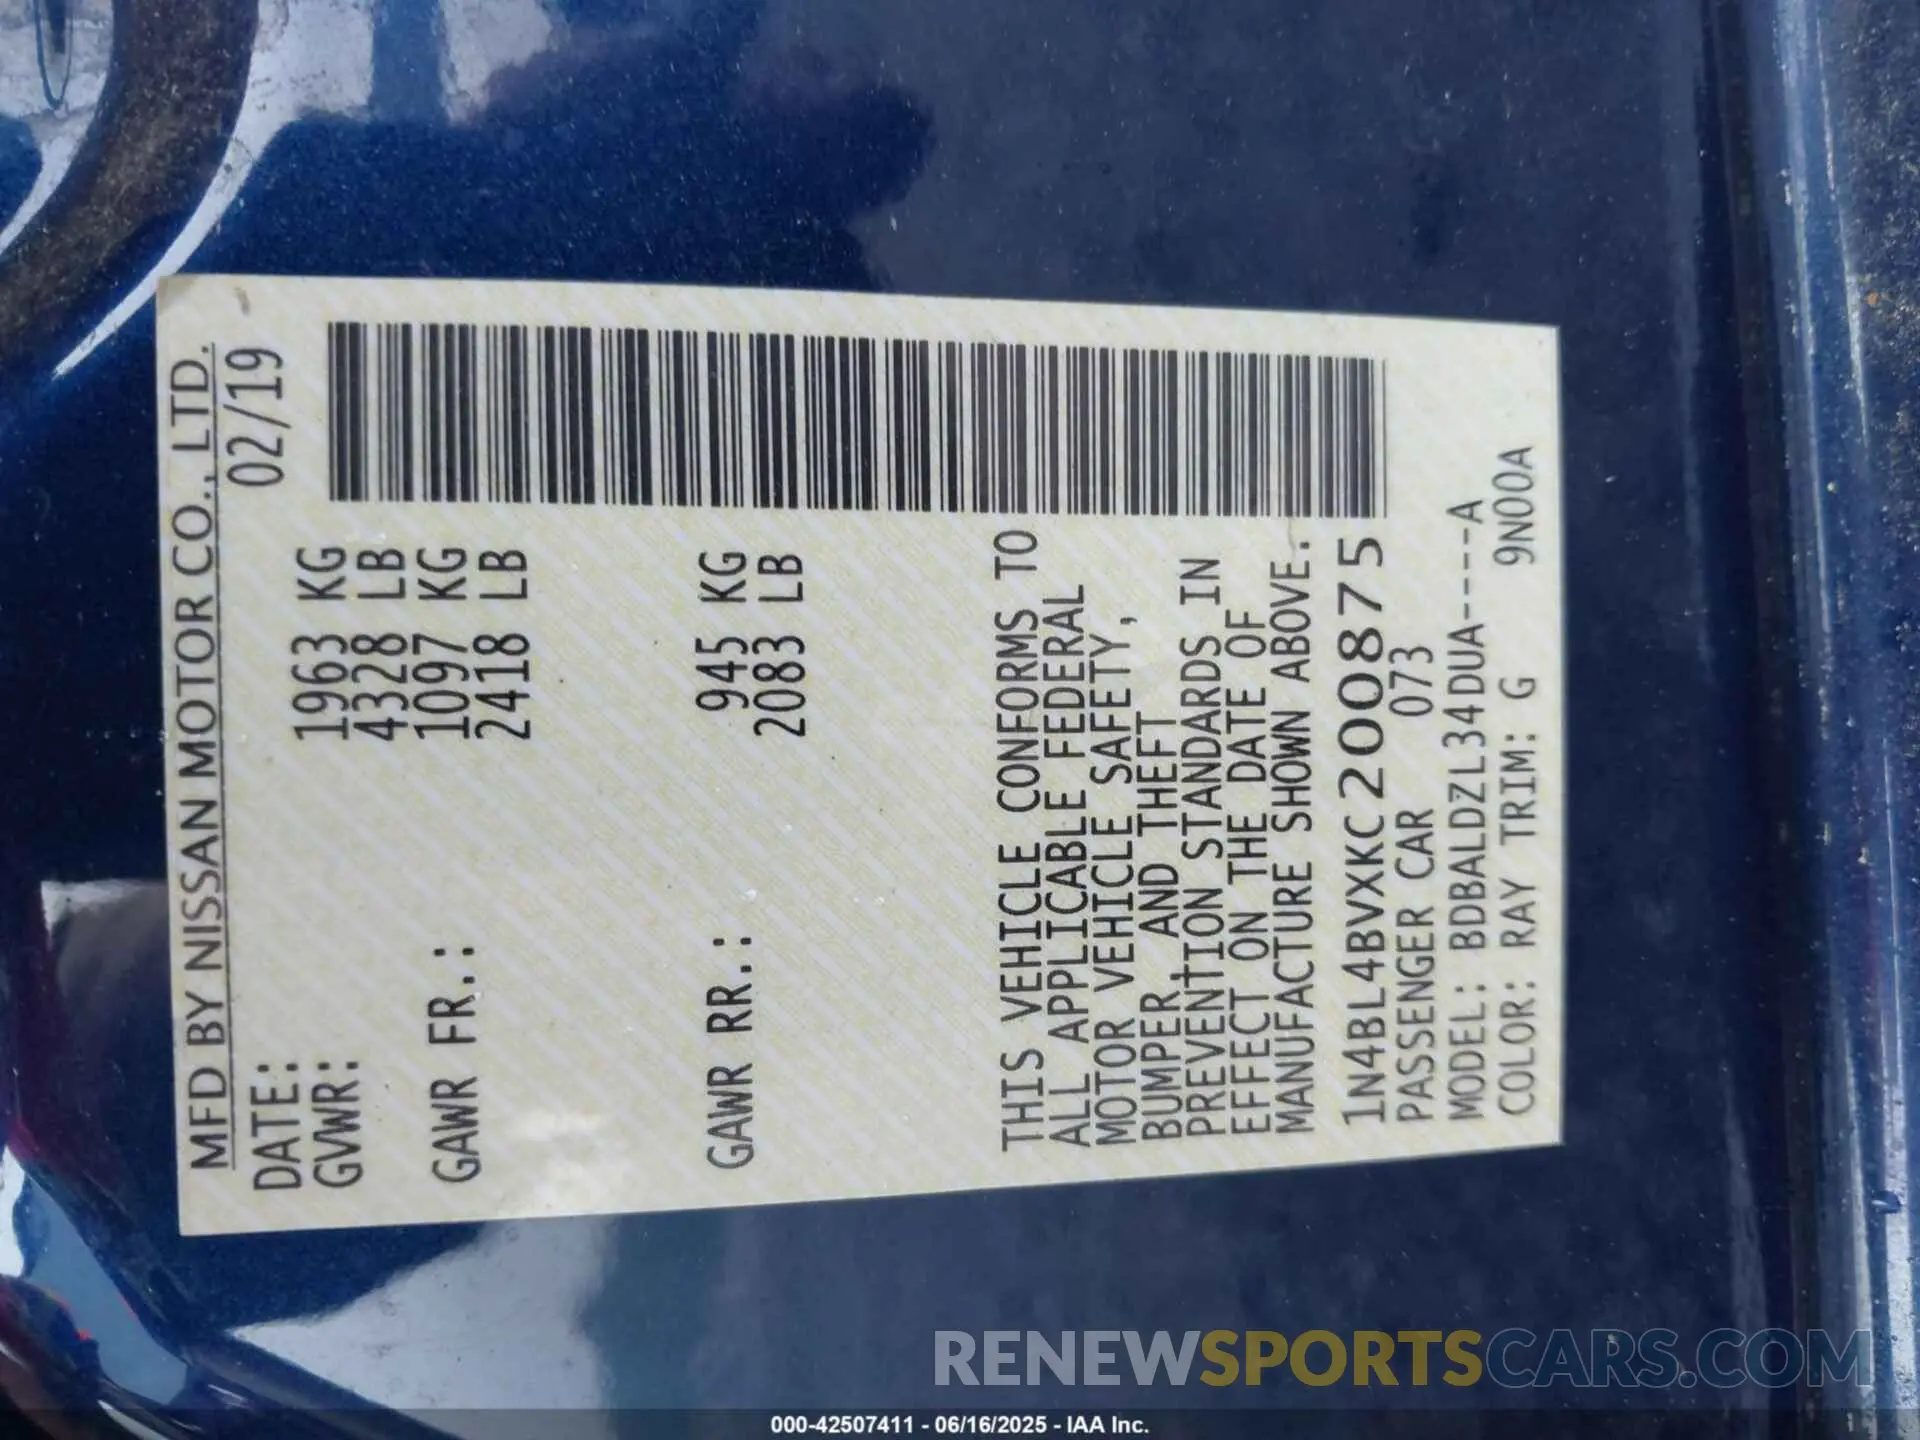 MFD BY NISSAN MOTOR CO., LTD.
DATE: 02/19
GVWR: 1963 KG
4328 LB
GAWR FR.: 1097 KG
2418 LB
GAWR RR.: 945 KG
2083 LB
THIS VEHICLE CONFORMS TO
ALL APPLICABLE FEDERAL
MOTOR VEHICLE SAFETY,
BUMPER, AND THEFT
PREVENTION STANDARDS IN
EFFECT ON THE DATE OF
MANUFACTURE SHOWN ABOVE.
1N4BL4BVXKC200875
PASSENGER CAR 073
MODEL: BDBALDZL34DUA----A
COLOR: RAY TRIM: G 9N00A
RENEWSPORTSCARS.COM
000-42507411 - 06/16/2025 - IAA Inc.